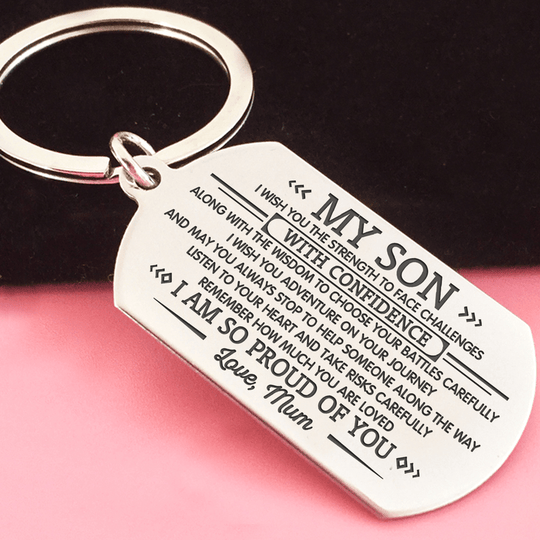 MY SON
I WISH YOU THE STRENGTH TO FACE CHALLENGES
WITH CONFIDENCE
ALONG WITH THE WISDOM TO CHOOSE YOUR BATTLES CAREFULLY
I WISH YOU ADVENTURE ON YOUR JOURNEY
AND MAY YOU ALWAYS STOP TO HELP SOMEONE ALONG THE WAY
LISTEN TO YOUR HEART AND TAKE RISKS CAREFULLY
REMEMBER HOW MUCH YOU ARE LOVED
I AM SO PROUD OF YOU
Love, Mum